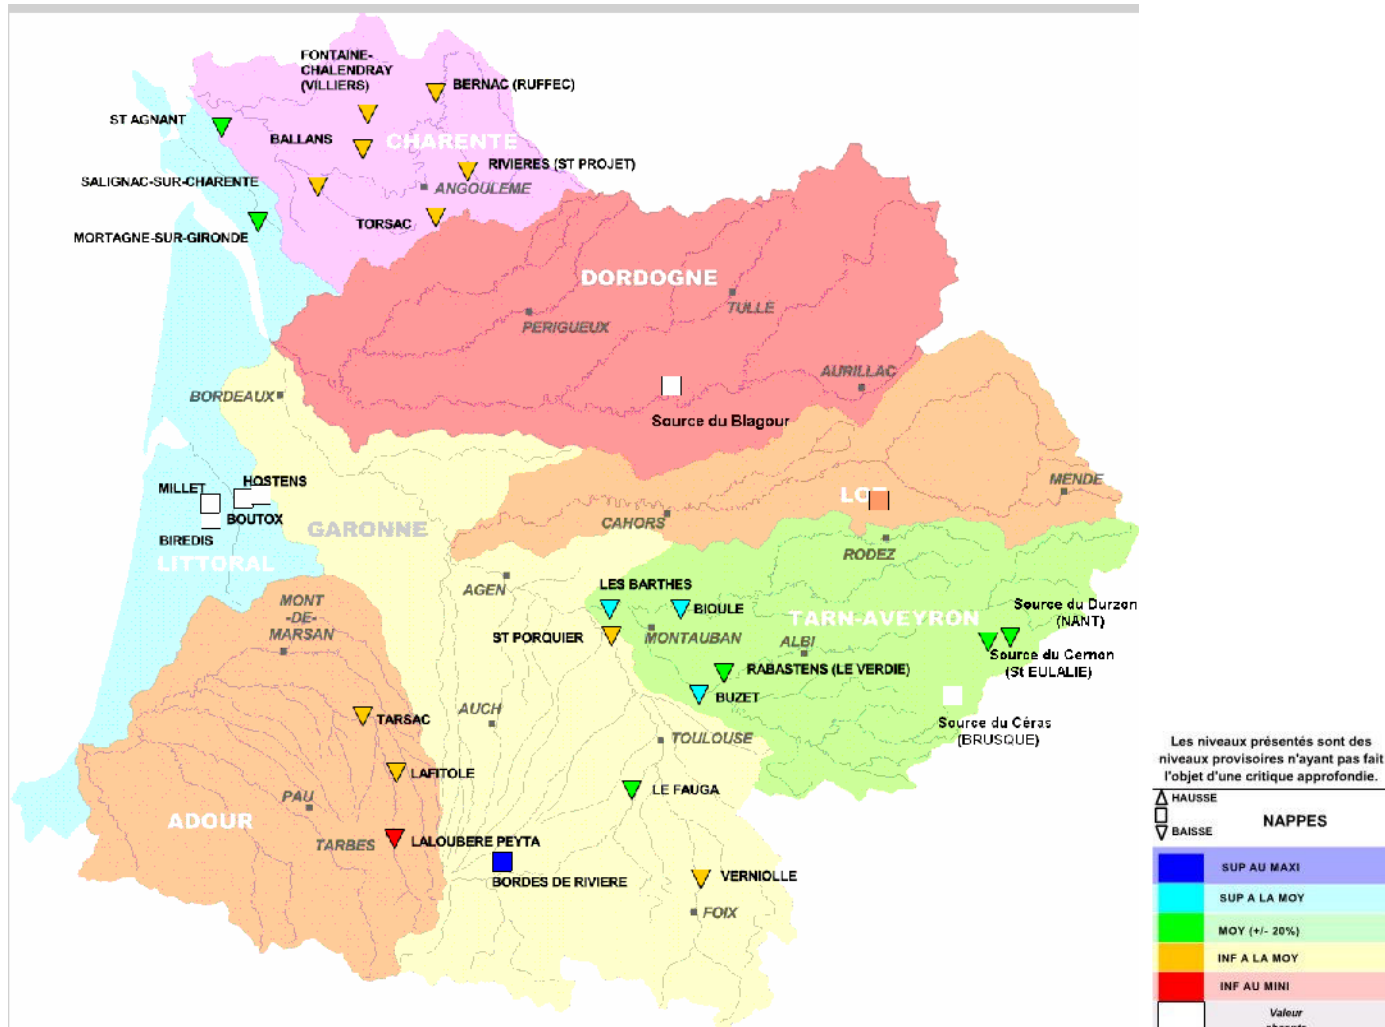 FONTAINE-
CHALENDRAY
(VILLIERS)
BERNAC (RUFFEC)
ST AGNANT
BALLANS
CHARENTE
RIVIERES (ST PROJET)
SALIGNAC-SUR-CHARENTE
ANGOULEME
TORSAC
MORTAGNE-SUR-GIRONDE
DORDOGNE
TULLE
PERIGUEUX
AURILLAC
BORDEAUX
Source du Blagour
MENDE
MILLET
HOSTENS
LOT
BOUTOX
CAHORS
GARONNE
BIREDIS
RODEZ
LITTORAL
AGEN
LES BARTHES
MONT
-DE-
MARSAN
BIOULE
TARN-AVEYRON
Source du Durzon
(NANT)
ST PORQUIER
MONTAUBAN
ALBI
Source du Cernon
(St EULALIE)
RABASTENS (LE VERDIE)
BUZET
AUCH
TARSAC
Source du Céras
(BRUSQUE)
TOULOUSE
LAFITOLE
LE FAUGA
PAU
ADOUR
TARBES
LALOUBERE PEYTA
BORDES DE RIVIERE
VERNIOLLE
FOIX
Les niveaux présentés sont des
niveaux provisoires n'ayant pas fait
l'objet d'une critique approfondie.
HAUSSE
NAPPES
BAISSE
SUP AU MAXI
SUP A LA MOY
MOY (+/- 20%)
INF A LA MOY
INF AU MINI
Valeur